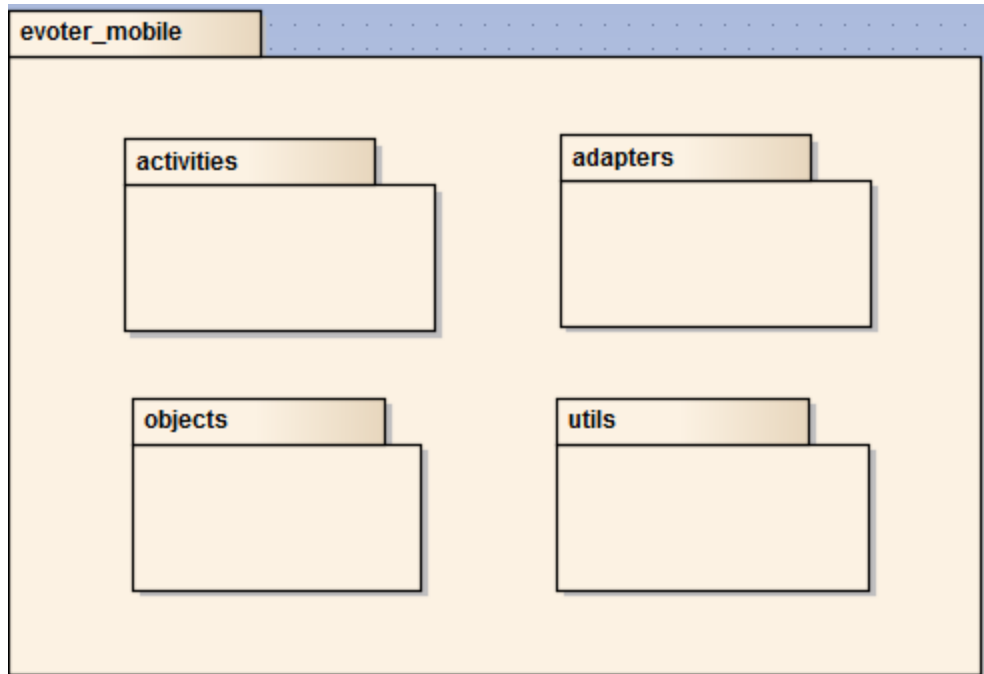 evoter_mobile
activities
adapters
objects
utils